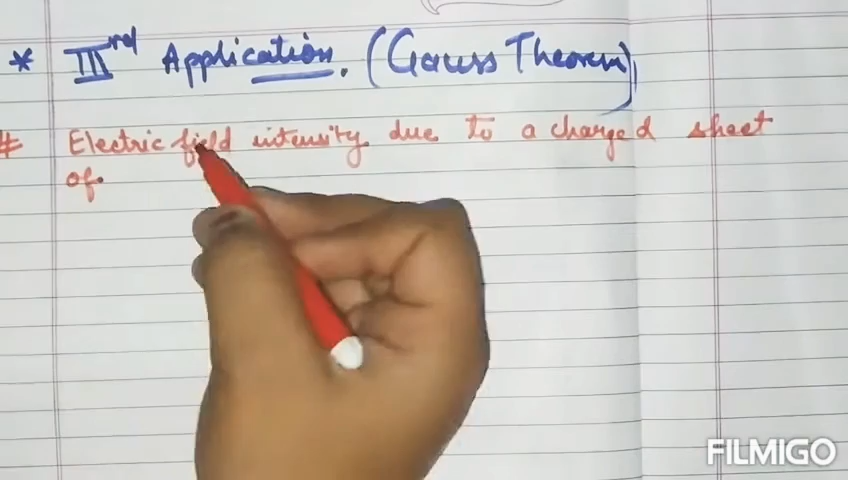 * IIIrd Application. (Gauss Theorem)
# Electric field intensity due to a charged sheet
of
FILMIGO